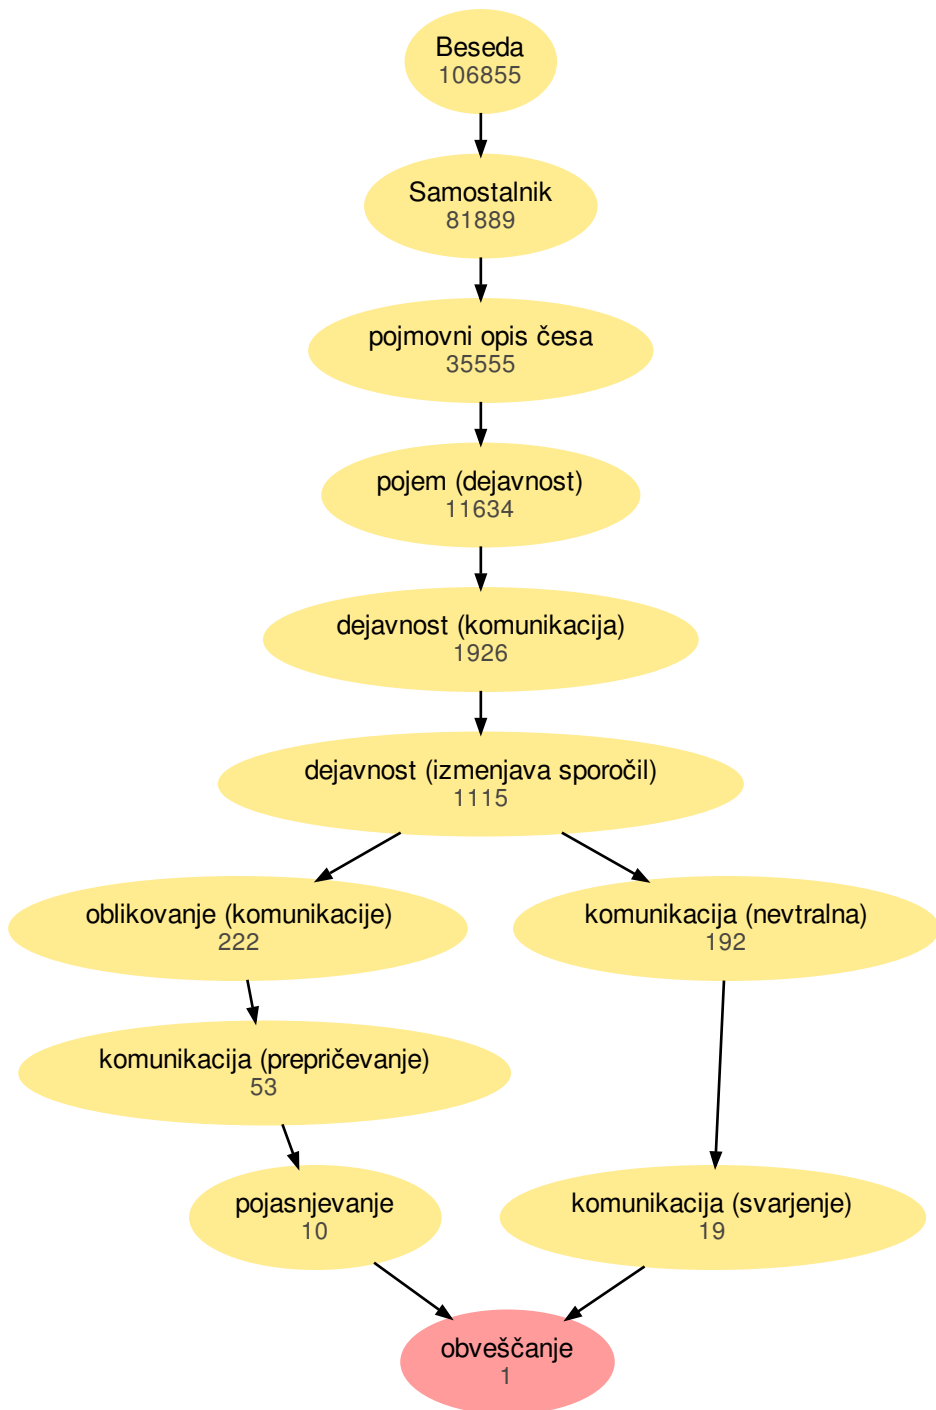 Beseda
106855
Samostalnik
81889
pojmovni opis česa
35555
pojem (dejavnost)
11634
dejavnost (komunikacija)
1926
dejavnost (izmenjava sporočil)
1115
oblikovanje (komunikacije)
222
komunikacija (nevtralna)
192
komunikacija (prepričevanje)
53
pojasnjevanje
10
komunikacija (svarjenje)
19
obveščanje
1